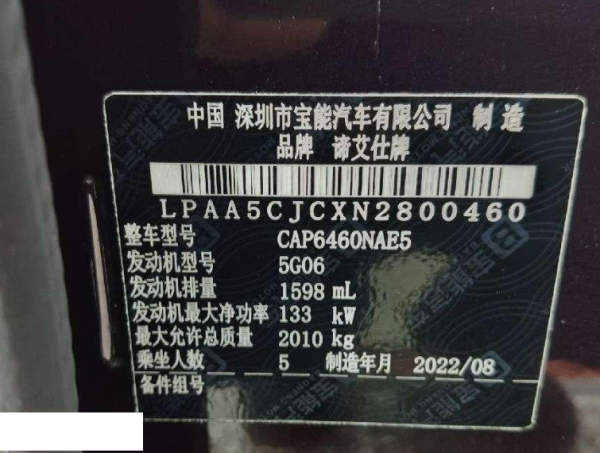 中国 深圳市宝能汽车有限公司 制造
品牌 谛艾仕牌
LPAA5CJCXN2800460
整车型号 CAP6460NAE5
发动机型号 5G06
发动机排量 1598 mL
发动机最大净功率 133 kW
最大允许总质量 2010 kg
乘坐人数 5 制造年月 2022/08
备件组号